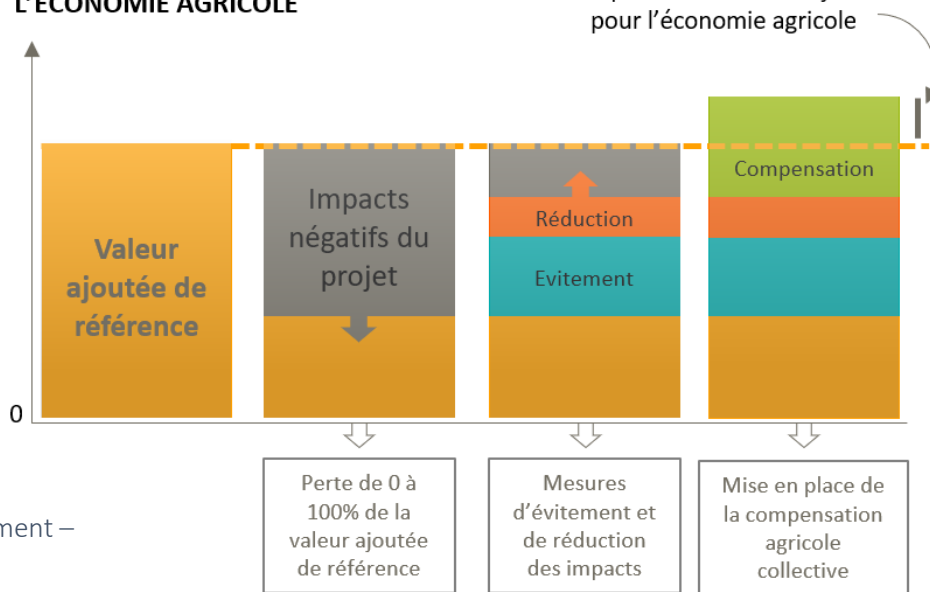 L'ÉCONOMIE AGRICOLE
pour l'économie agricole
Valeur
ajoutée de
référence
Impacts
négatifs du
projet
Réduction
Evitement
Compensation
0
Perte de 0 à
100% de la
valeur ajoutée
de référence
Mesures
d'évitement et
de réduction
des impacts
Mise en place de
la compensation
agricole
collective